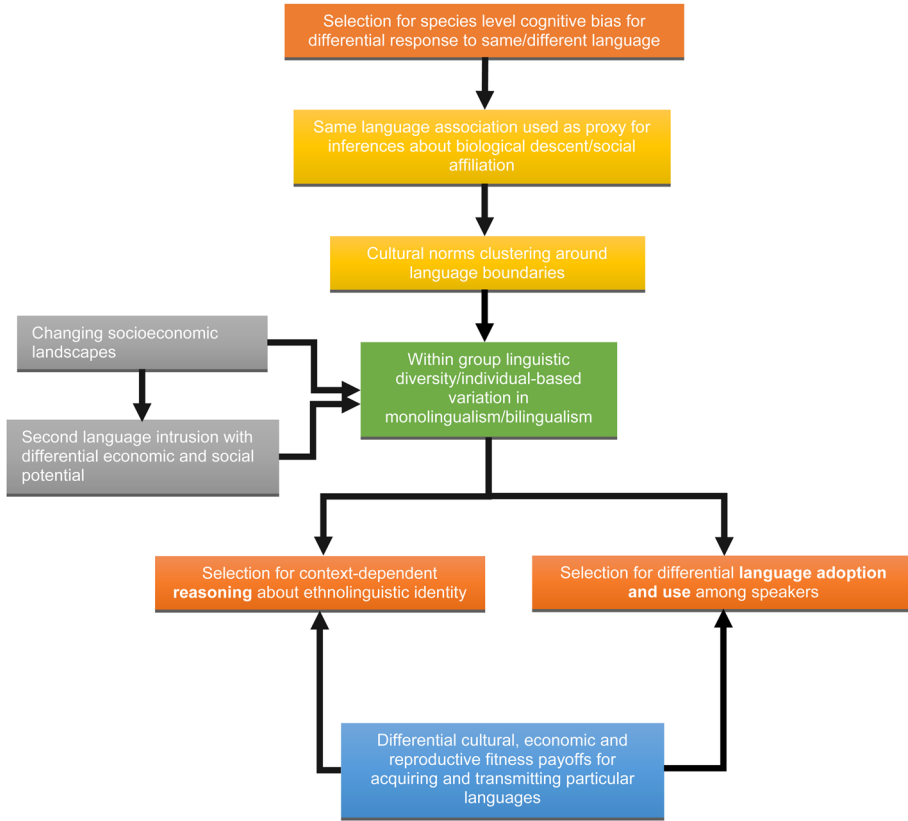 Selection for species level cognitive bias for
differential response to same/different language
Same language association used as proxy for
inferences about biological descent/social
affiliation
Cultural norms clustering around
language boundaries
Changing socioeconomic
landscapes
Within group linguistic
diversity/individual-based
variation in
monolingualism/bilingualism
Second language intrusion with
differential economic and social
potential
Selection for context-dependent
reasoning about ethnolinguistic identity
Selection for differential language adoption
and use among speakers
Differential cultural, economic and
reproductive fitness payoffs for
acquiring and transmitting particular
languages